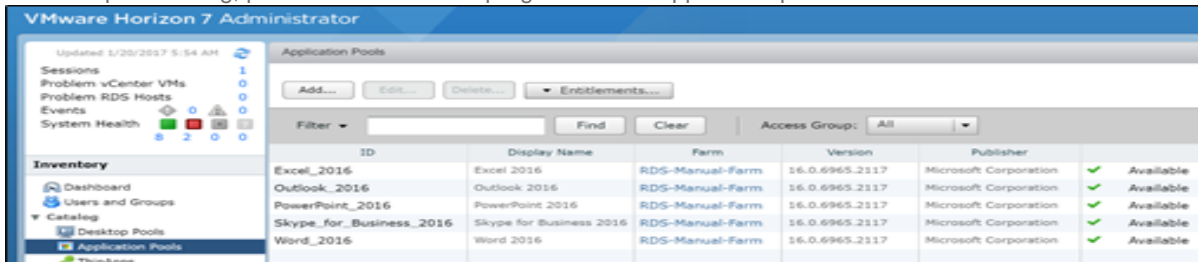 VMware Horizon 7 Administrator
Updated 1/20/2017 5:54 AM
Sessions 1
Problem vCenter VMs 0
Problem RDS Hosts 0
Events 0 0
System Health
8 2 0 0
Inventory
Dashboard
Users and Groups
Catalog
Desktop Pools
Application Pools
ThinApps
Application Pools
Add... Edit... Delete... Entitlements...
Filter Find Clear Access Group: All
ID Display Name Farm Version Publisher
Excel_2016 Excel 2016 RDS-Manual-Farm 16.0.6965.2117 Microsoft Corporation Available
Outlook_2016 Outlook 2016 RDS-Manual-Farm 16.0.6965.2117 Microsoft Corporation Available
PowerPoint_2016 PowerPoint 2016 RDS-Manual-Farm 16.0.6965.2117 Microsoft Corporation Available
Skype_for_Business_2016 Skype for Business 2016 RDS-Manual-Farm 16.0.6965.2117 Microsoft Corporation Available
Word_2016 Word 2016 RDS-Manual-Farm 16.0.6965.2117 Microsoft Corporation Available